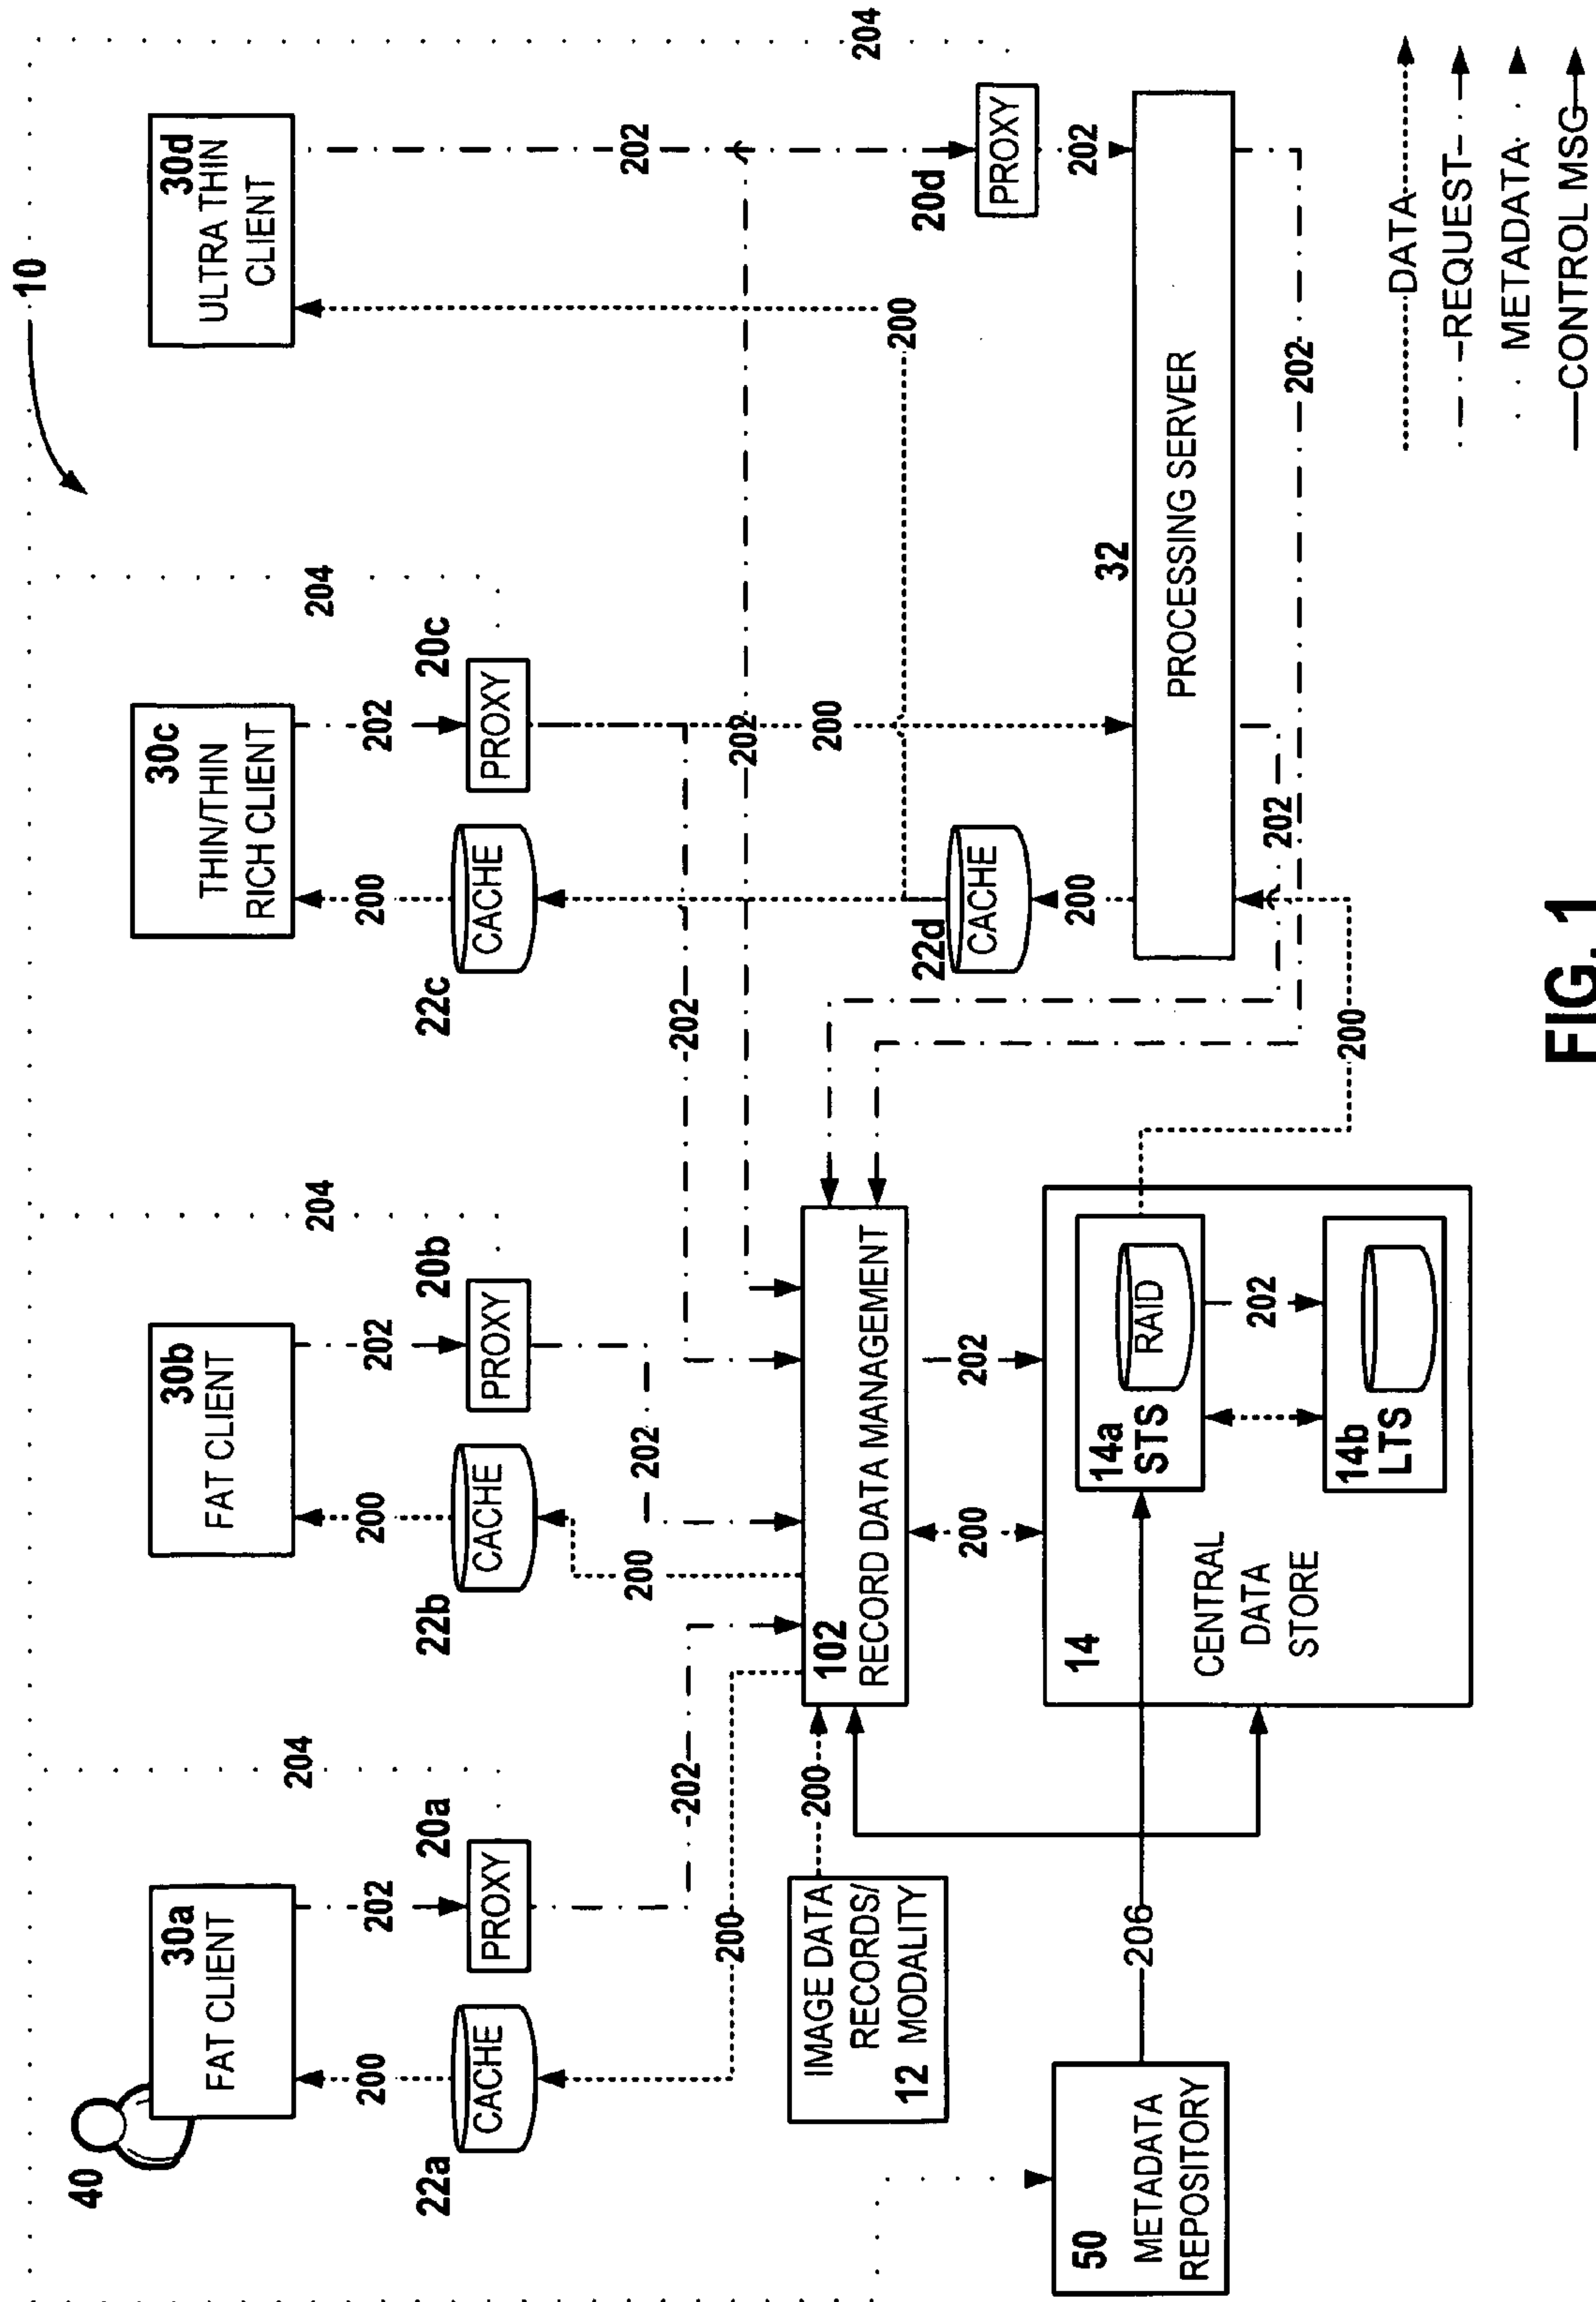 10
40
30a
FAT CLIENT
30b
FAT CLIENT
30c
THIN/THIN
RICH CLIENT
30d
ULTRA THIN
CLIENT
200
202
204
200
202
204
200
202
204
202
204
22a
CACHE
20a
PROXY
22b
CACHE
20b
PROXY
22c
CACHE
20c
PROXY
200
202
200
202
202
202
200
200
20d
PROXY
202
22d
CACHE
200
IMAGE DATA
RECORDS/
12 MODALITY
200
102
RECORD DATA MANAGEMENT
32
PROCESSING SERVER
202
202
200
202
200
50
METADATA
REPOSITORY
206
14
CENTRAL
DATA
STORE
14a
STS
RAID
202
14b
LTS
DATA
REQUEST
METADATA
CONTROL MSG
FIG. 1